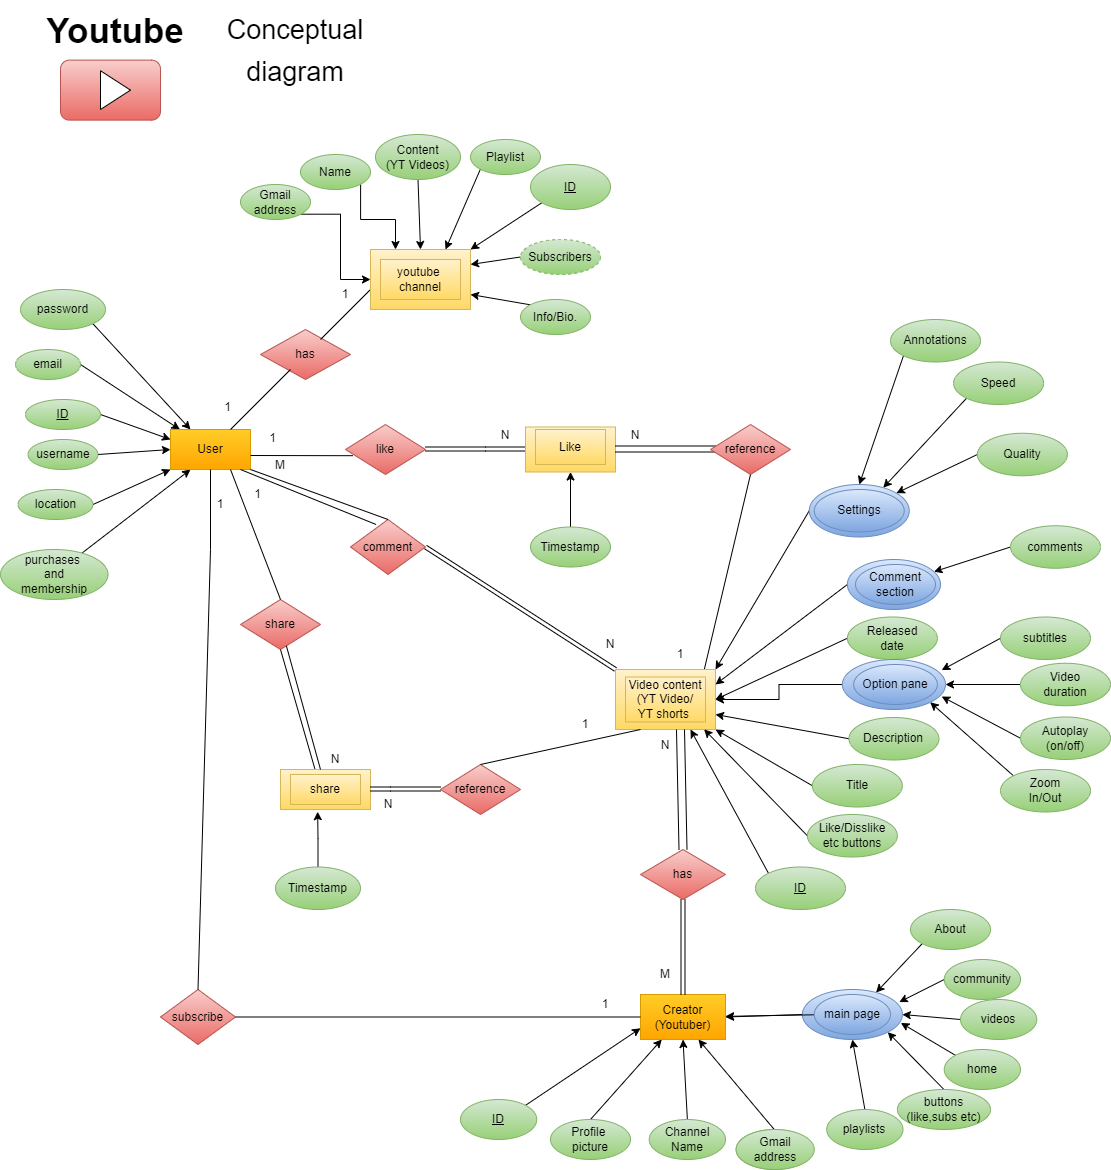 Youtube
Conceptual
diagram
Content
(YT Videos)
Playlist
Name
ID
Gmail
address
Subscribers
youtube
channel
1
Info/Bio.
password
Annotations
has
email
Speed
1
ID
username
User
1
M
like
N
Like
N
reference
Quality
location
1
1
Settings
purchases
and
membership
comment
Timestamp
comments
Comment
section
share
N
1
Released
date
subtitles
Video content
(YT Video/
YT shorts
Option pane
Video
duration
1
N
Description
Autoplay
(on/off)
N
share
N
reference
Title
Zoom
In/Out
Like/Disslike
etc buttons
Timestamp
has
ID
About
M
community
subscribe
1
Creator
(Youtuber)
main page
videos
home
ID
Profile
picture
Channel
Name
Gmail
address
playlists
buttons
(like,subs etc)